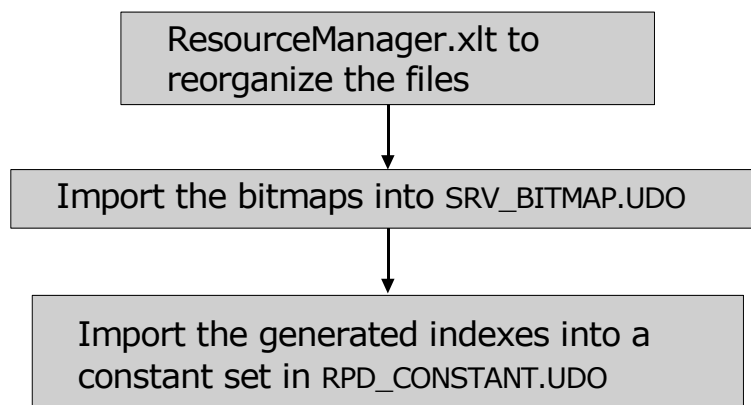 ResourceManager.xlt to
reorganize the files
Import the bitmaps into SRV_BITMAP.UDO
Import the generated indexes into a
constant set in RPD_CONSTANT.UDO